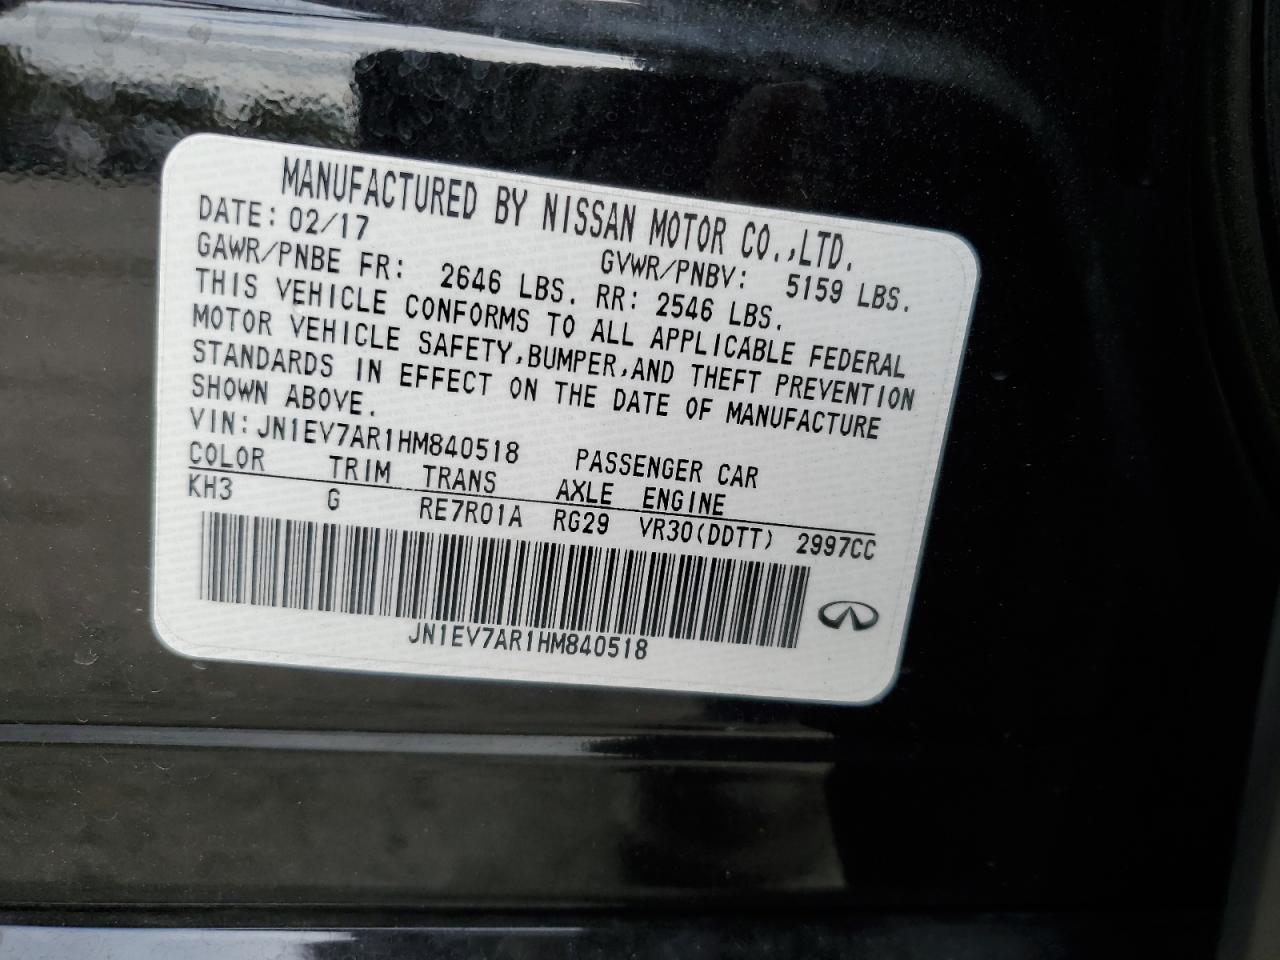 MANUFACTURED BY NISSAN MOTOR CO.,LTD.
DATE: 02/17 GVWR/PNBV: 5159 LBS.
GAWR/PNBE FR: 2646 LBS. RR: 2546 LBS.
THIS VEHICLE CONFORMS TO ALL APPLICABLE FEDERAL
MOTOR VEHICLE SAFETY,BUMPER,AND THEFT PREVENTION
STANDARDS IN EFFECT ON THE DATE OF MANUFACTURE
SHOWN ABOVE.
VIN:JN1EV7AR1HM840518 PASSENGER CAR
COLOR TRIM TRANS AXLE ENGINE
KH3 G RE7R01A RG29 VR30(DDTT) 2997CC
JN1EV7AR1HM840518